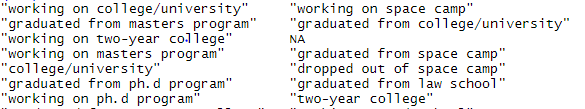 "working on college/university" "working on space camp"
"graduated from masters program" "graduated from college/university"
"working on two-year college" NA
"working on masters program" "graduated from space camp"
"college/university" "dropped out of space camp"
"graduated from ph.d program" "graduated from law school"
"working on ph.d program" "two-year college"